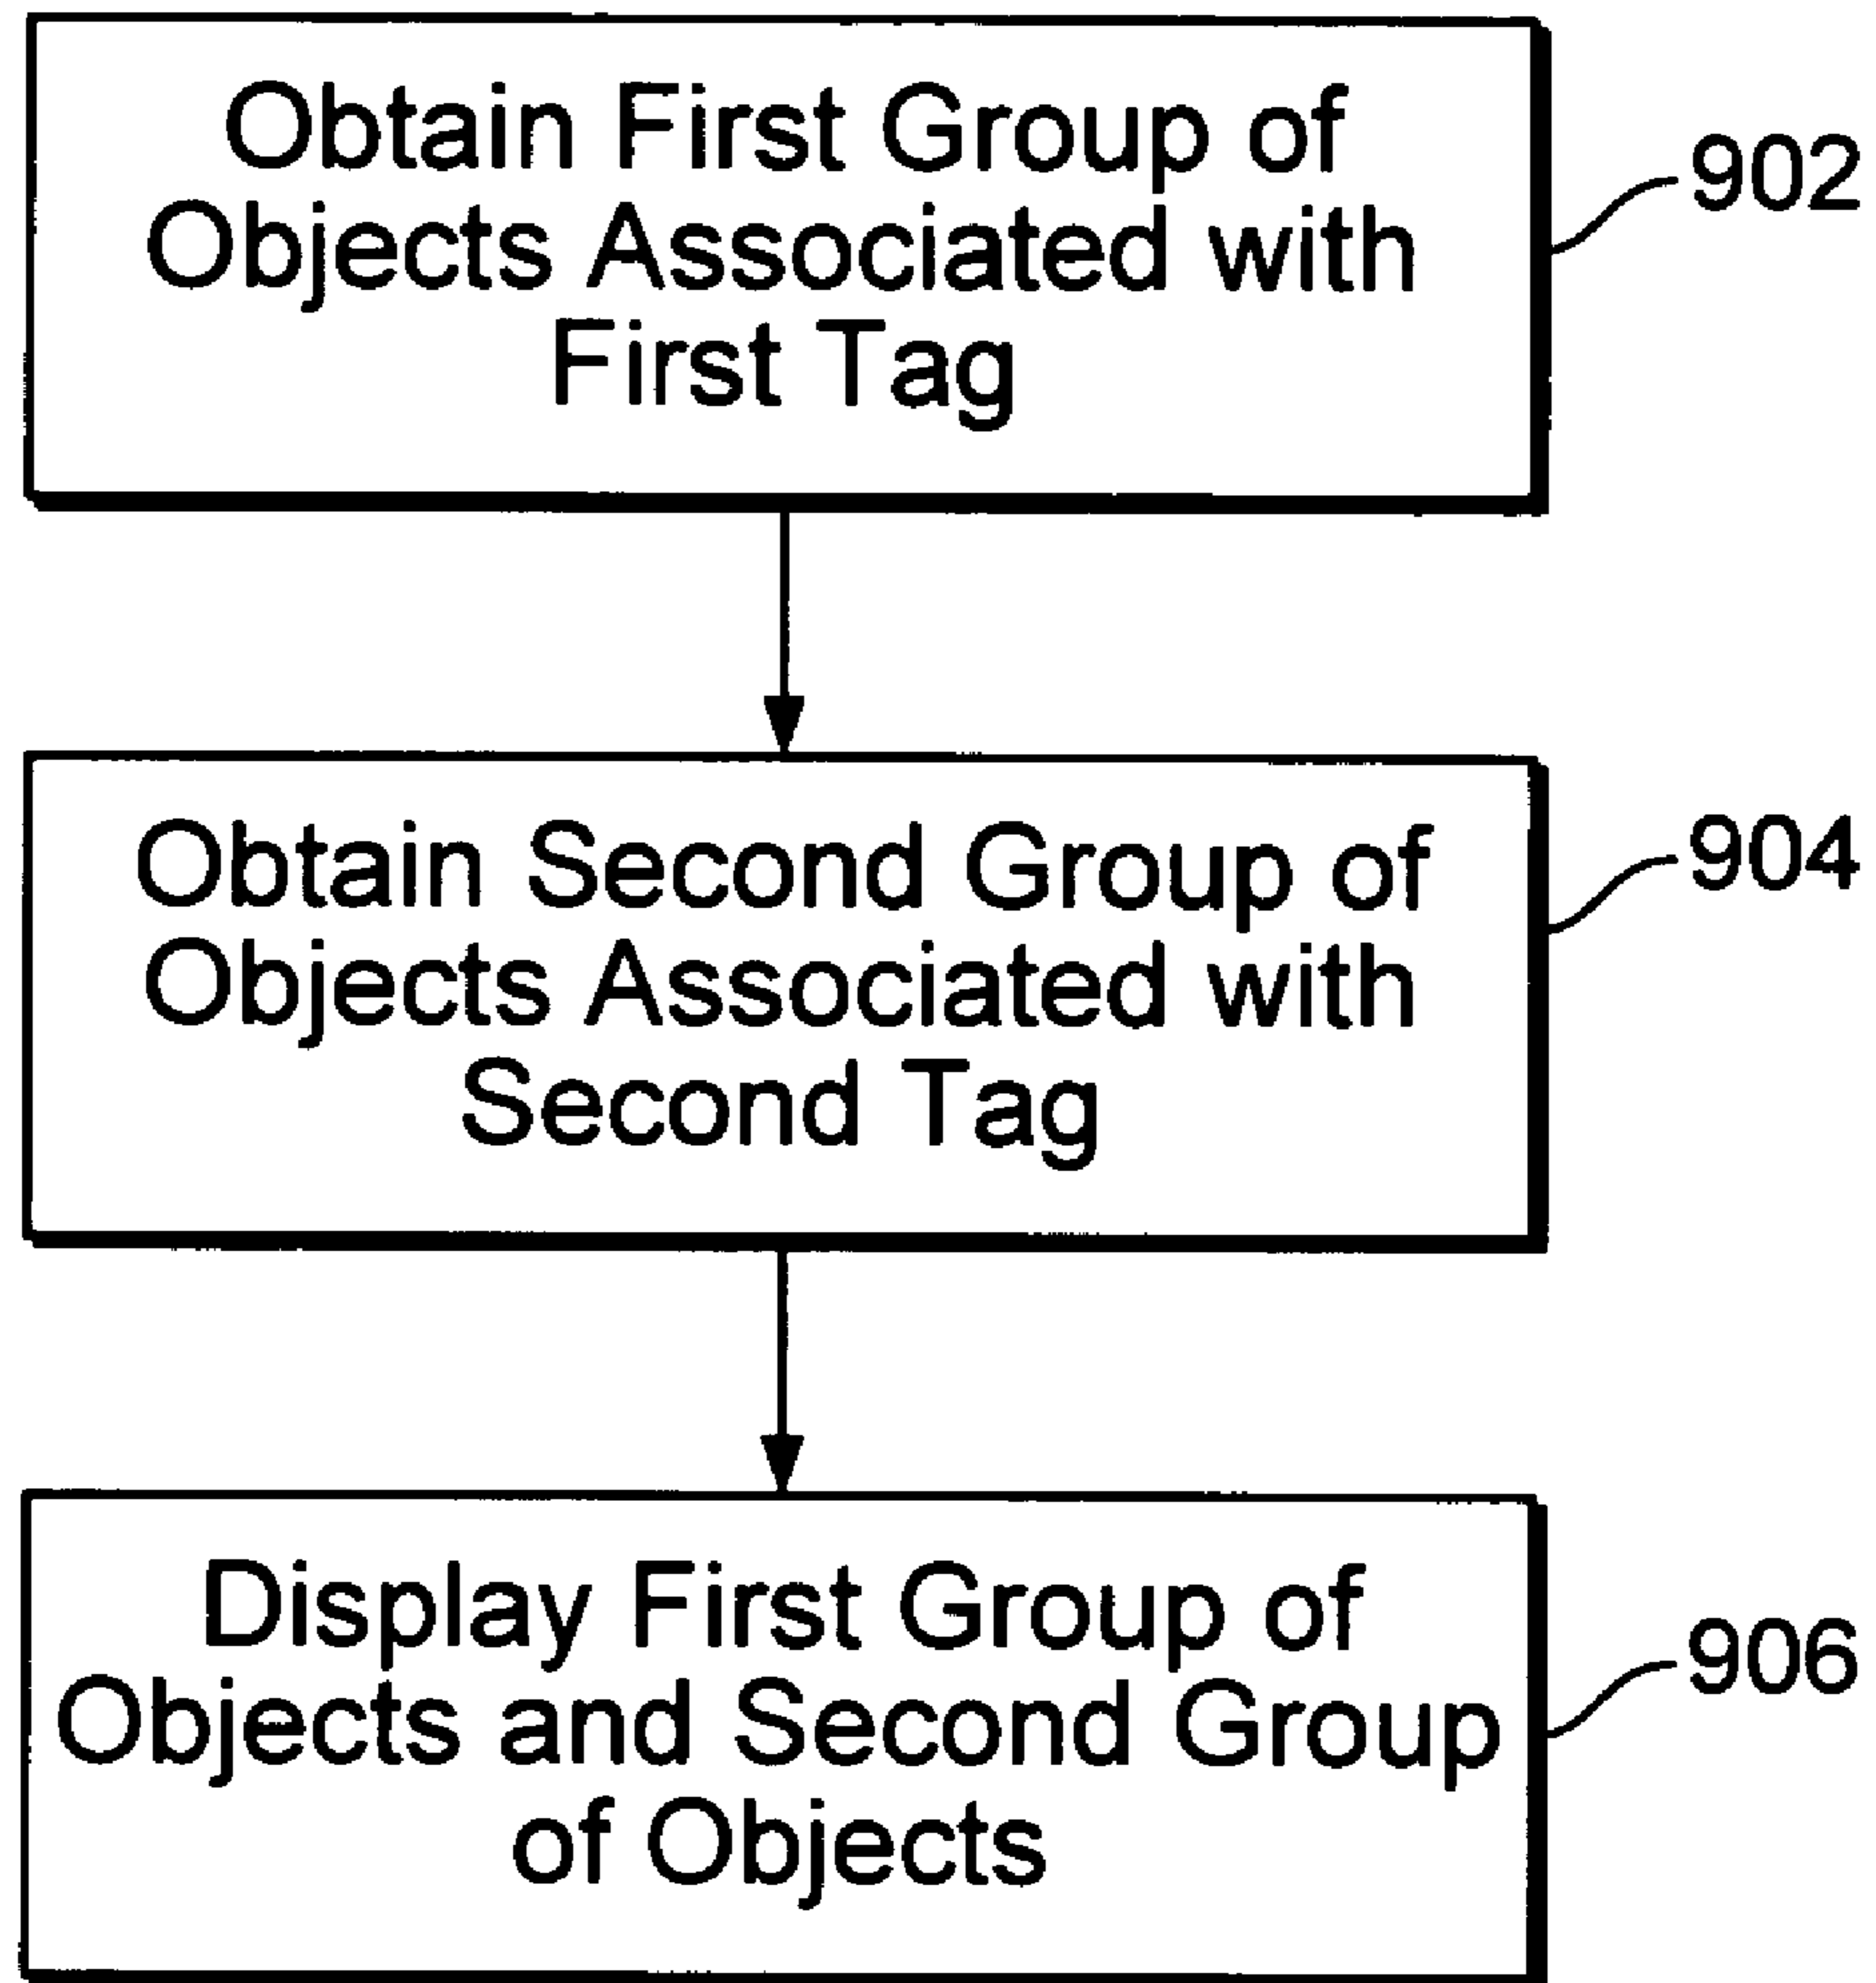 Obtain First Group of
Objects Associated with
First Tag
902
Obtain Second Group of
Objects Associated with
Second Tag
904
Display First Group of
Objects and Second Group
of Objects
906